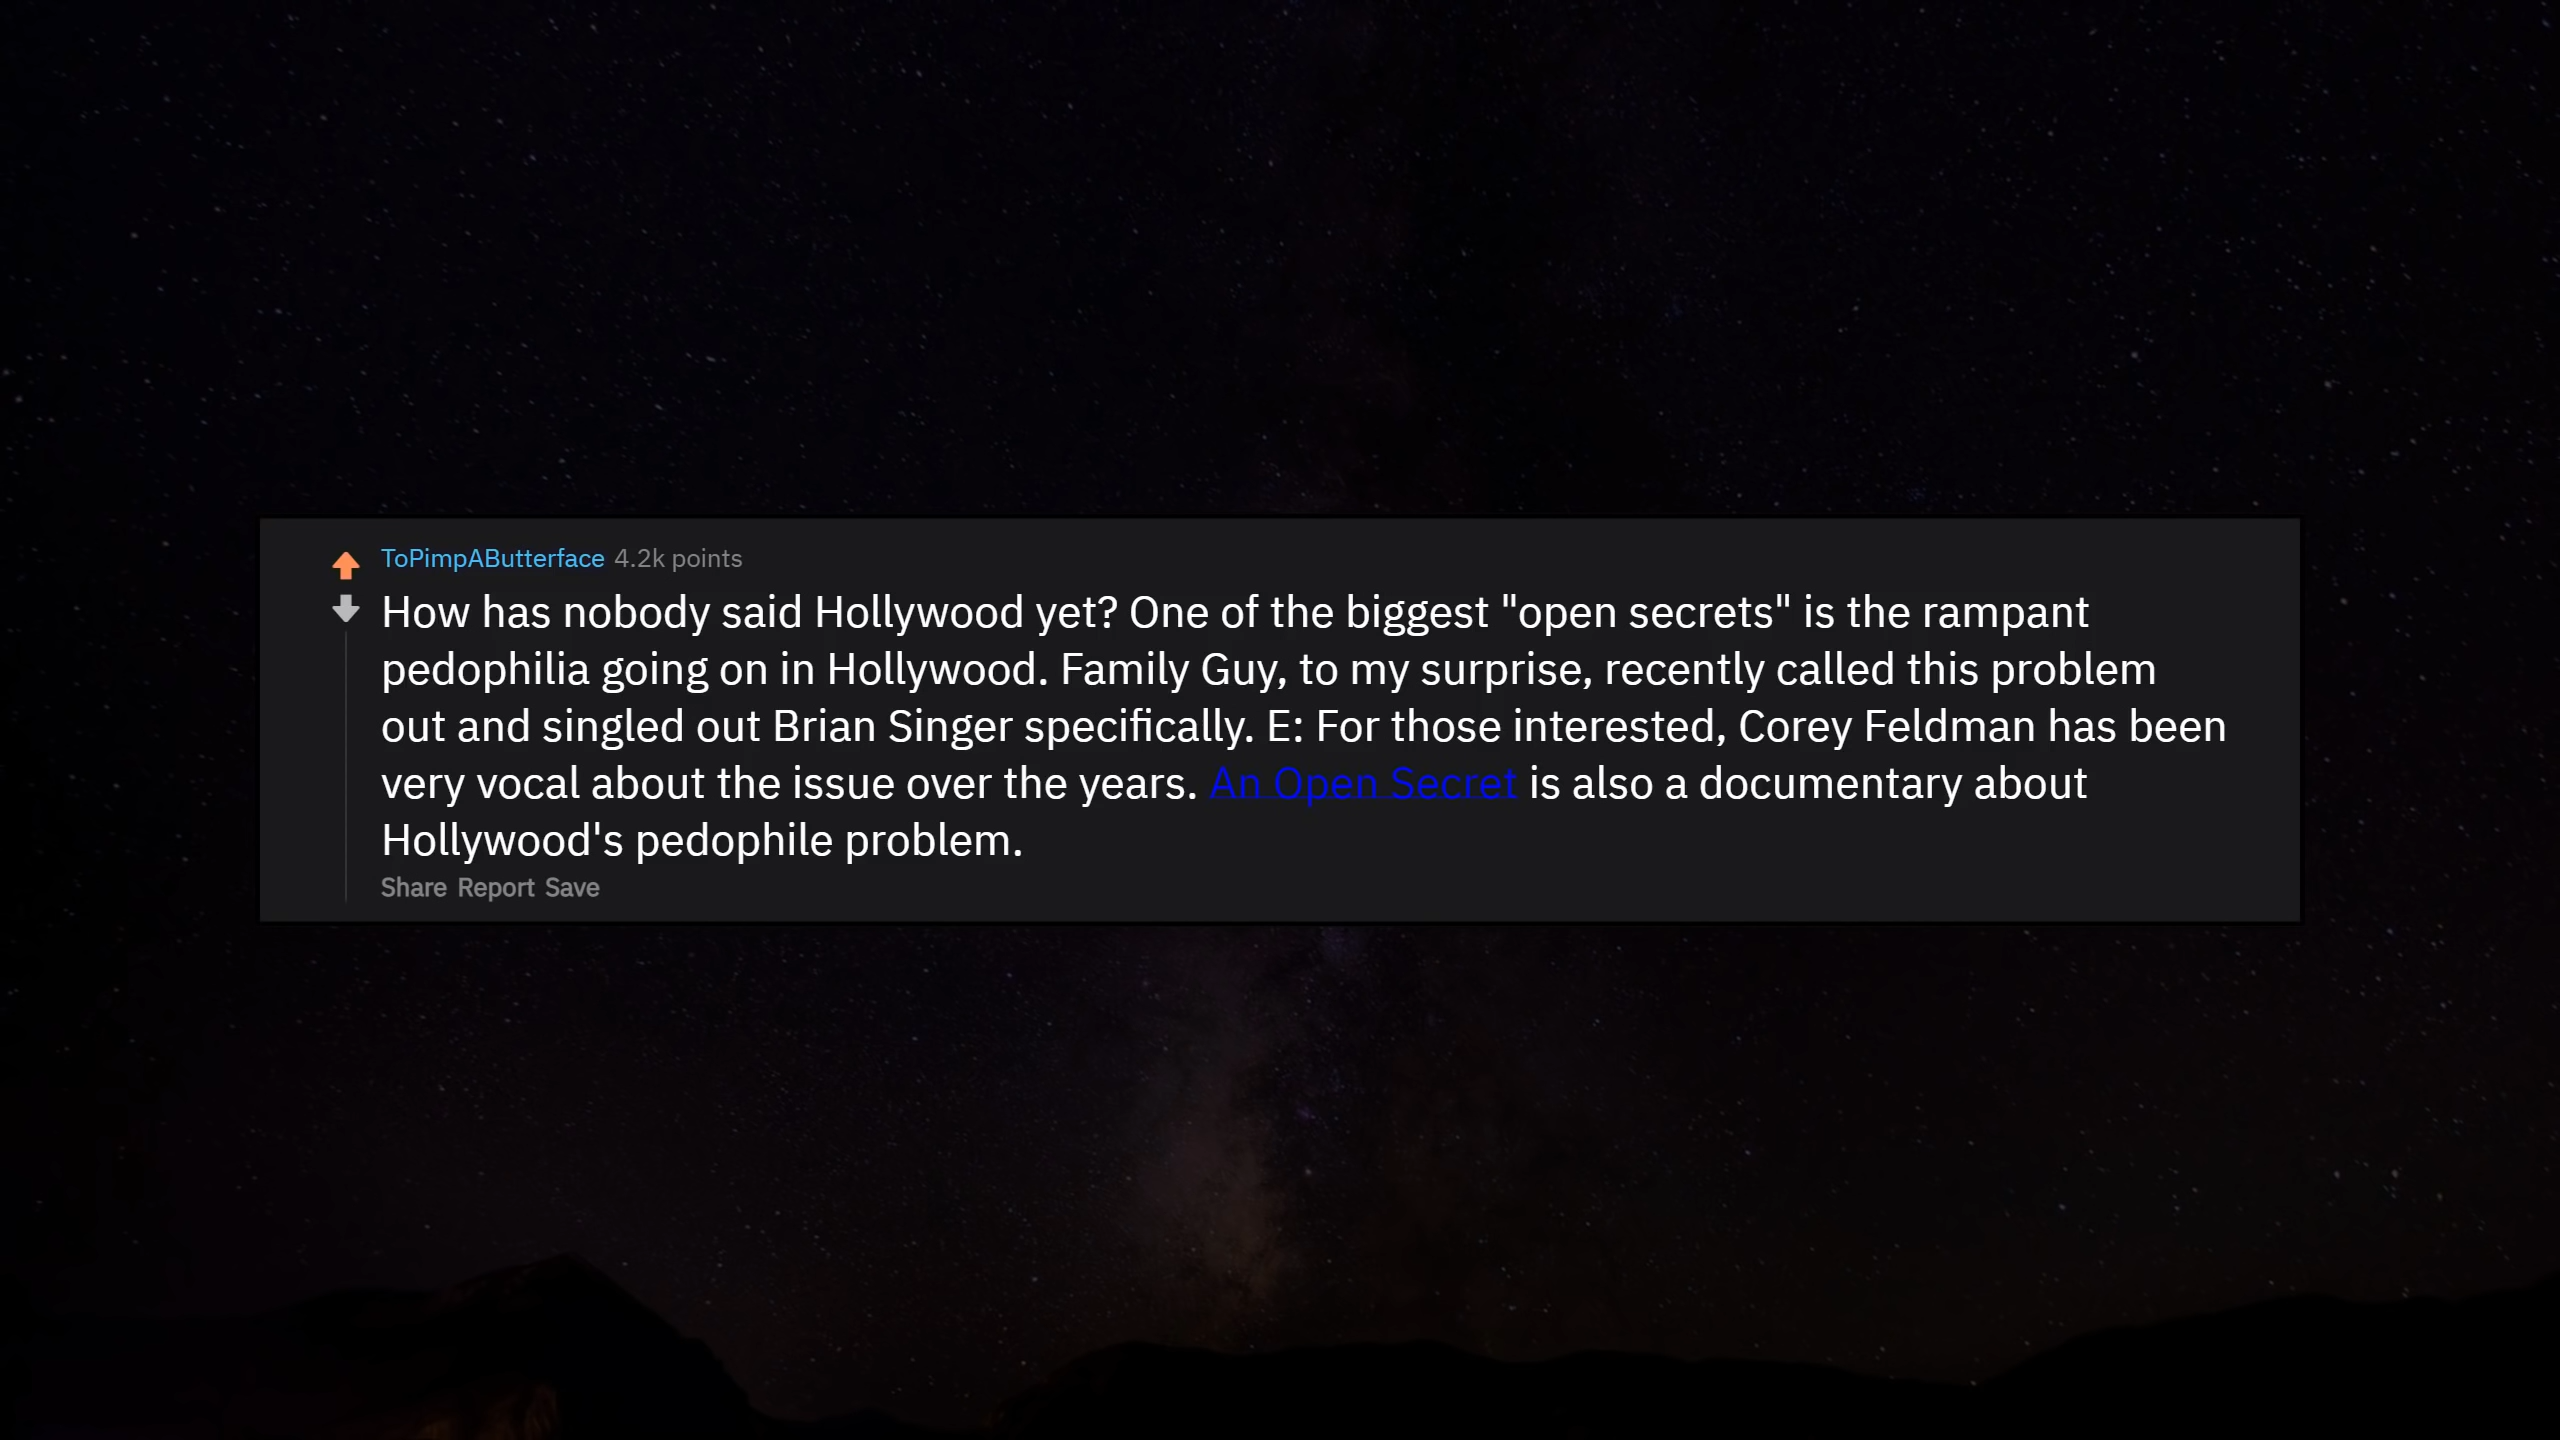 ToPimpAButterface 4.2k points
How has nobody said Hollywood yet? One of the biggest "open secrets" is the rampant
pedophilia going on in Hollywood. Family Guy, to my surprise, recently called this problem
out and singled out Brian Singer specifically. E: For those interested, Corey Feldman has been
very vocal about the issue over the years. An Open Secret is also a documentary about
Hollywood's pedophile problem.
Share Report Save